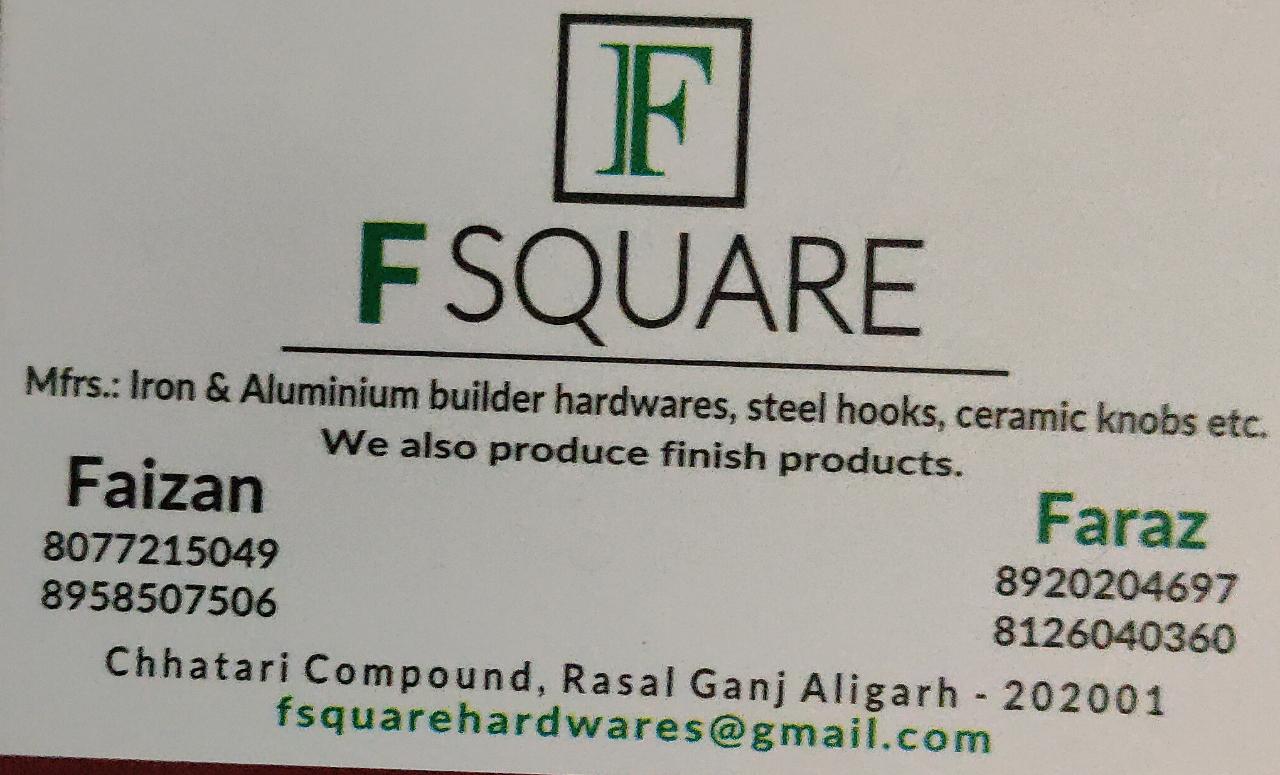 F
F SQUARE
Mfrs.: Iron & Aluminium builder hardwares, steel hooks, ceramic knobs etc.
We also produce finish products.
Faizan
8077215049
8958507506
Faraz
8920204697
8126040360
Chhatari Compound, Rasal Ganj Aligarh - 202001
fsquarehardwares@gmail.com